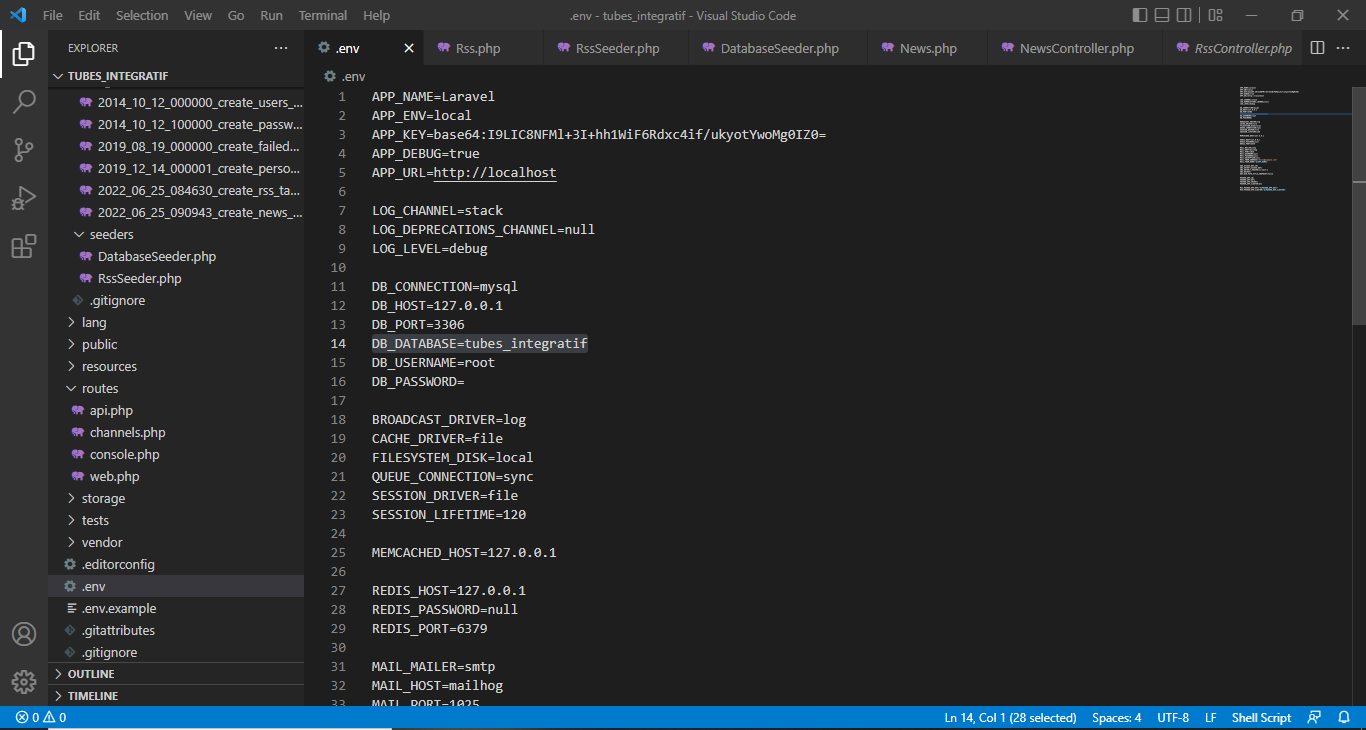 File Edit Selection View Go Run Terminal Help .env - tubes_integratif - Visual Studio Code
EXPLORER
TUBES_INTEGRATIF
2014_10_12_000000_create_users_...
2014_10_12_100000_create_passw...
2019_08_19_000000_create_failed...
2019_12_14_000001_create_perso...
2022_06_25_084630_create_rss_ta...
2022_06_25_090943_create_news_...
seeders
DatabaseSeeder.php
RssSeeder.php
.gitignore
lang
public
resources
routes
api.php
channels.php
console.php
web.php
storage
tests
vendor
.editorconfig
.env
.env.example
.gitattributes
.gitignore
OUTLINE
TIMELINE
.env Rss.php RssSeeder.php DatabaseSeeder.php News.php NewsController.php RssController.php
.env
1 APP_NAME=Laravel
2 APP_ENV=local
3 APP_KEY=base64:I9LIC8NFMl+3I+hh1WiF6Rdxc4if/ukyotYwoMg0IZ0=
4 APP_DEBUG=true
5 APP_URL=http://localhost
6
7 LOG_CHANNEL=stack
8 LOG_DEPRECATIONS_CHANNEL=null
9 LOG_LEVEL=debug
10
11 DB_CONNECTION=mysql
12 DB_HOST=127.0.0.1
13 DB_PORT=3306
14 DB_DATABASE=tubes_integratif
15 DB_USERNAME=root
16 DB_PASSWORD=
17
18 BROADCAST_DRIVER=log
19 CACHE_DRIVER=file
20 FILESYSTEM_DISK=local
21 QUEUE_CONNECTION=sync
22 SESSION_DRIVER=file
23 SESSION_LIFETIME=120
24
25 MEMCACHED_HOST=127.0.0.1
26
27 REDIS_HOST=127.0.0.1
28 REDIS_PASSWORD=null
29 REDIS_PORT=6379
30
31 MAIL_MAILER=smtp
32 MAIL_HOST=mailhog
33 MAIL_PORT=1025
0 0 Ln 14, Col 1 (28 selected) Spaces: 4 UTF-8 LF Shell Script